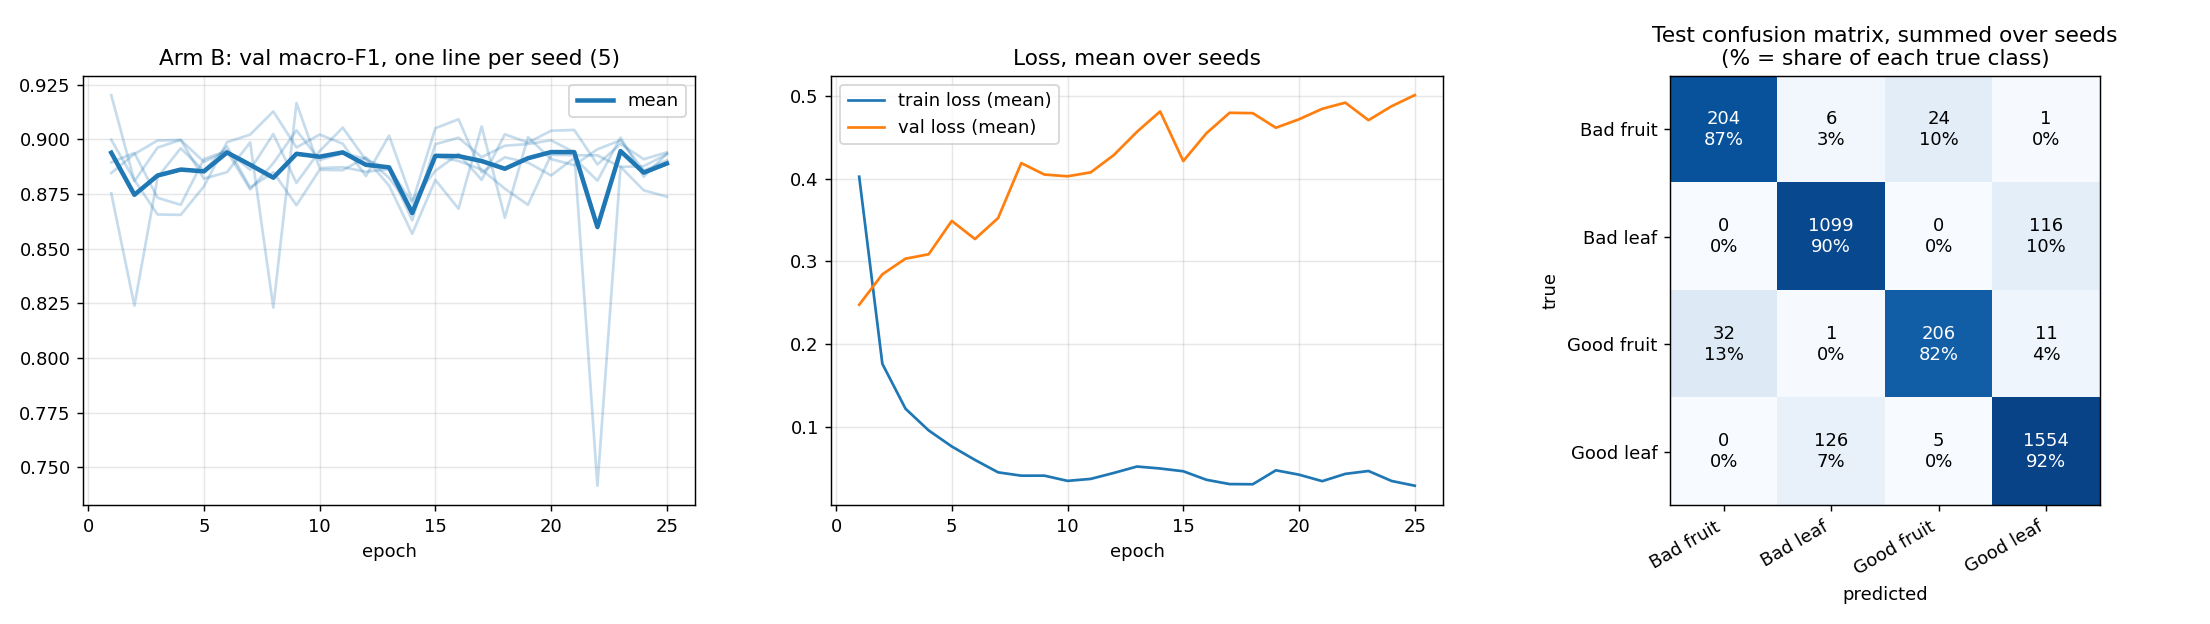 Arm B: val macro-F1, one line per seed (5)
mean
0.925
0.900
0.875
0.850
0.825
0.800
0.775
0.750
0 5 10 15 20 25
epoch
Loss, mean over seeds
train loss (mean)
val loss (mean)
0.5
0.4
0.3
0.2
0.1
0 5 10 15 20 25
epoch
Test confusion matrix, summed over seeds
(% = share of each true class)
true
Bad fruit
204 6 24 1
87% 3% 10% 0%
Bad leaf
0 1099 0 116
0% 90% 0% 10%
Good fruit
32 1 206 11
13% 0% 82% 4%
Good leaf
0 126 5 1554
0% 7% 0% 92%
Bad fruit Bad leaf Good fruit Good leaf
predicted